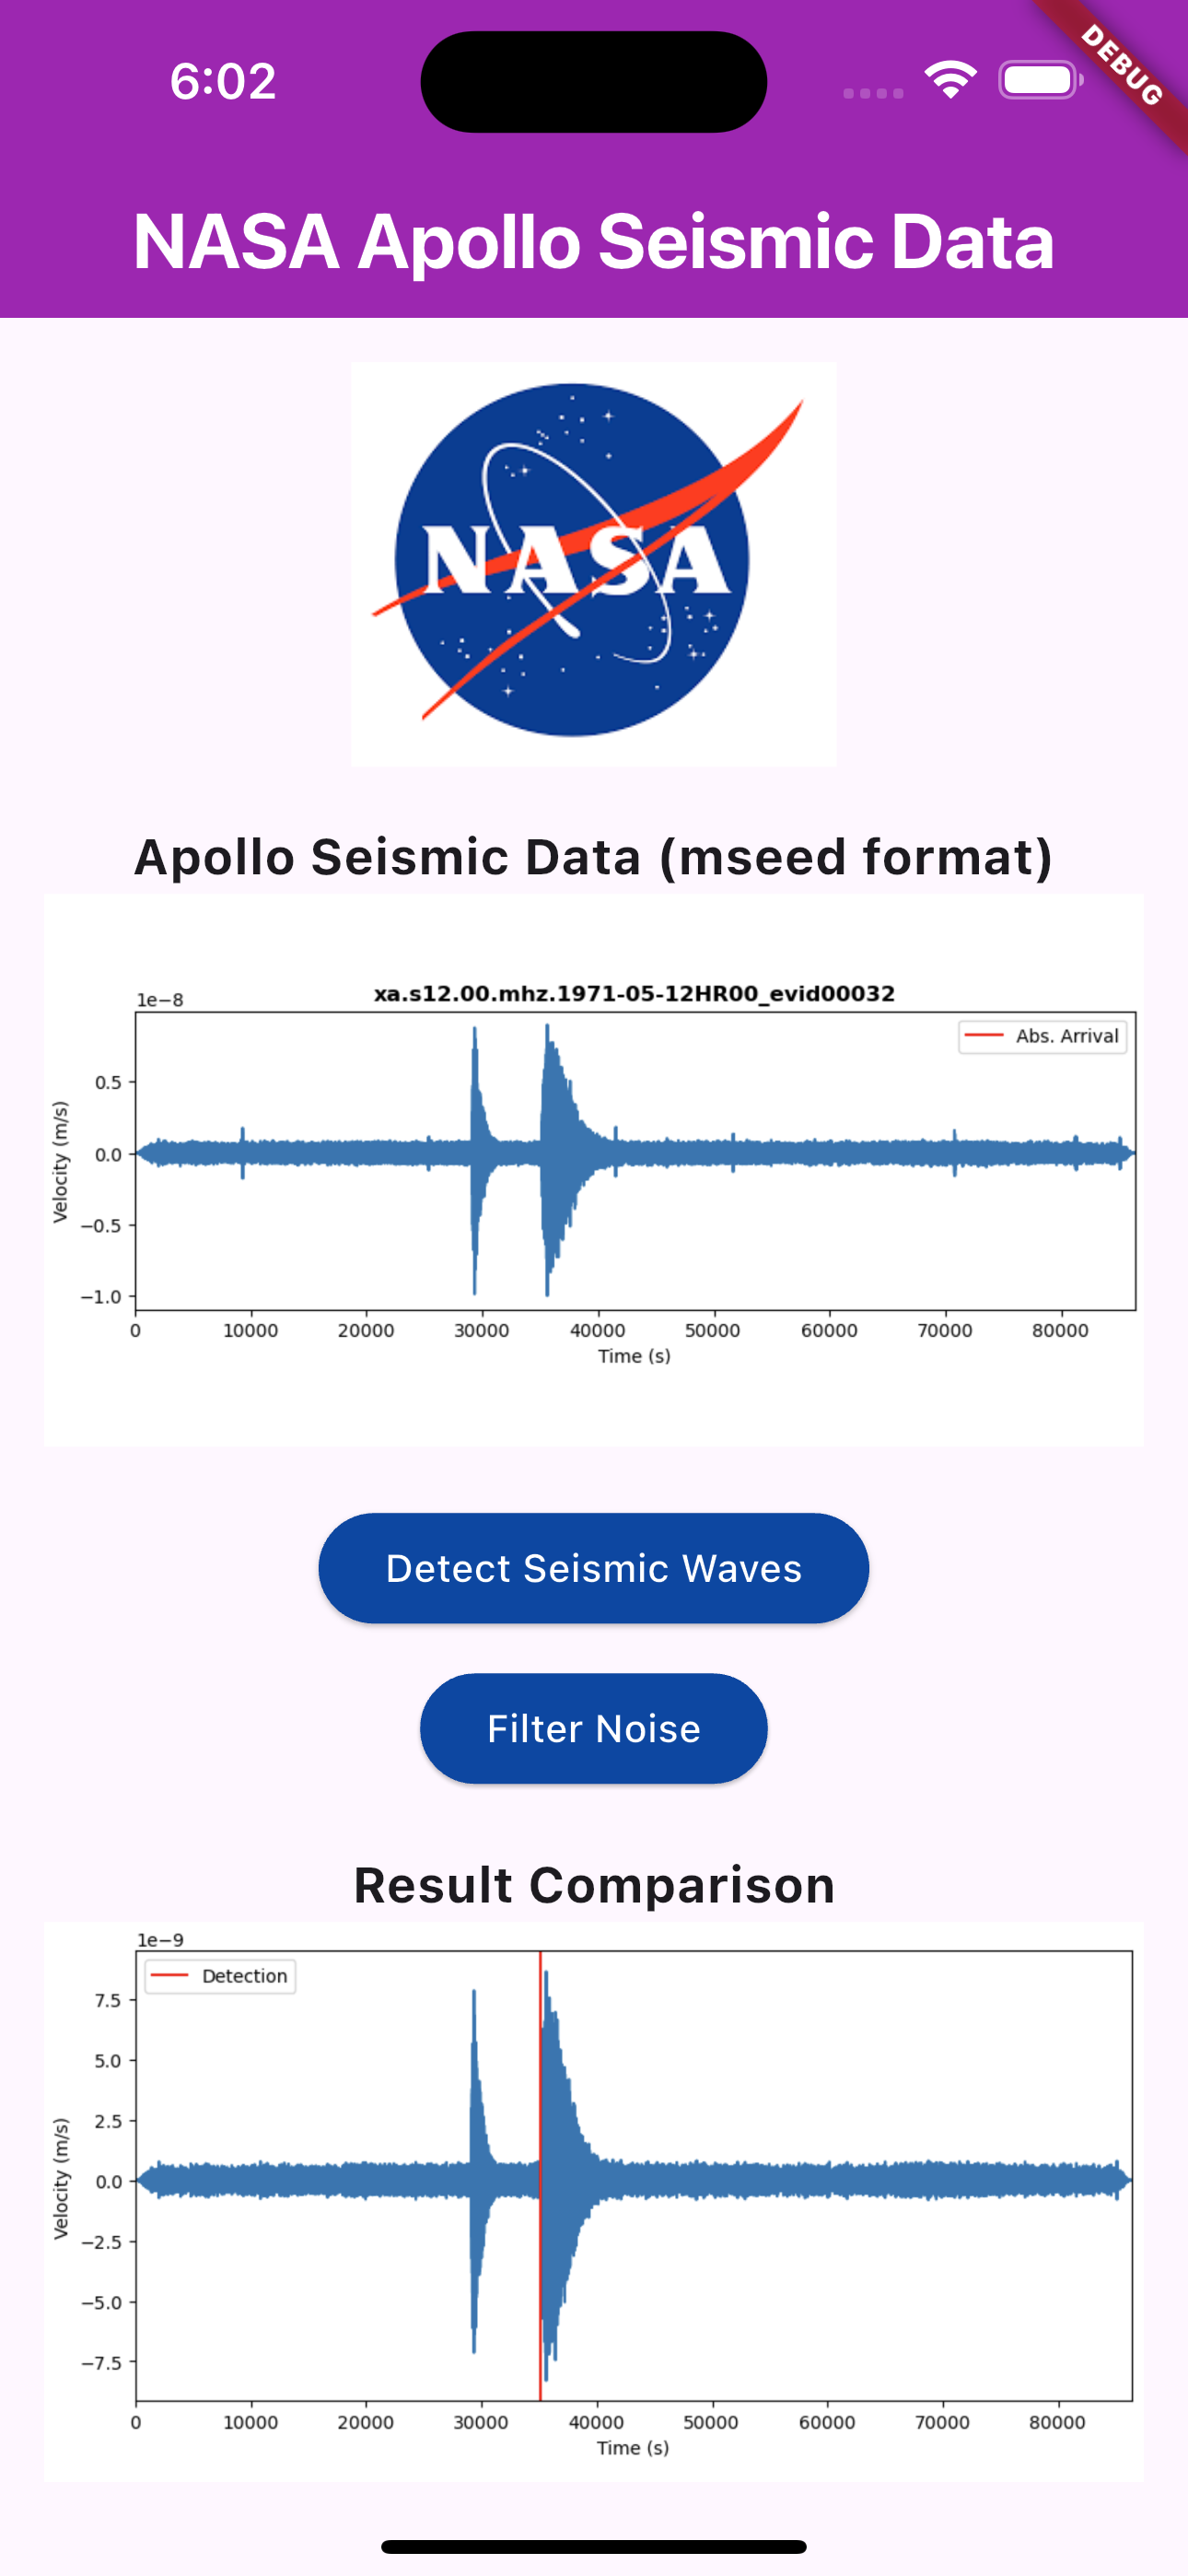 6:02
DEBUG
NASA Apollo Seismic Data
NASA
Apollo Seismic Data (mseed format)
1e−8
xa.s12.00.mhz.1971-05-12HR00_evid00032
Abs. Arrival
0.5
0.0
−0.5
−1.0
Velocity (m/s)
0 10000 20000 30000 40000 50000 60000 70000 80000
Time (s)
Detect Seismic Waves
Filter Noise
Result Comparison
1e−9
Detection
7.5
5.0
2.5
0.0
−2.5
−5.0
−7.5
Velocity (m/s)
0 10000 20000 30000 40000 50000 60000 70000 80000
Time (s)